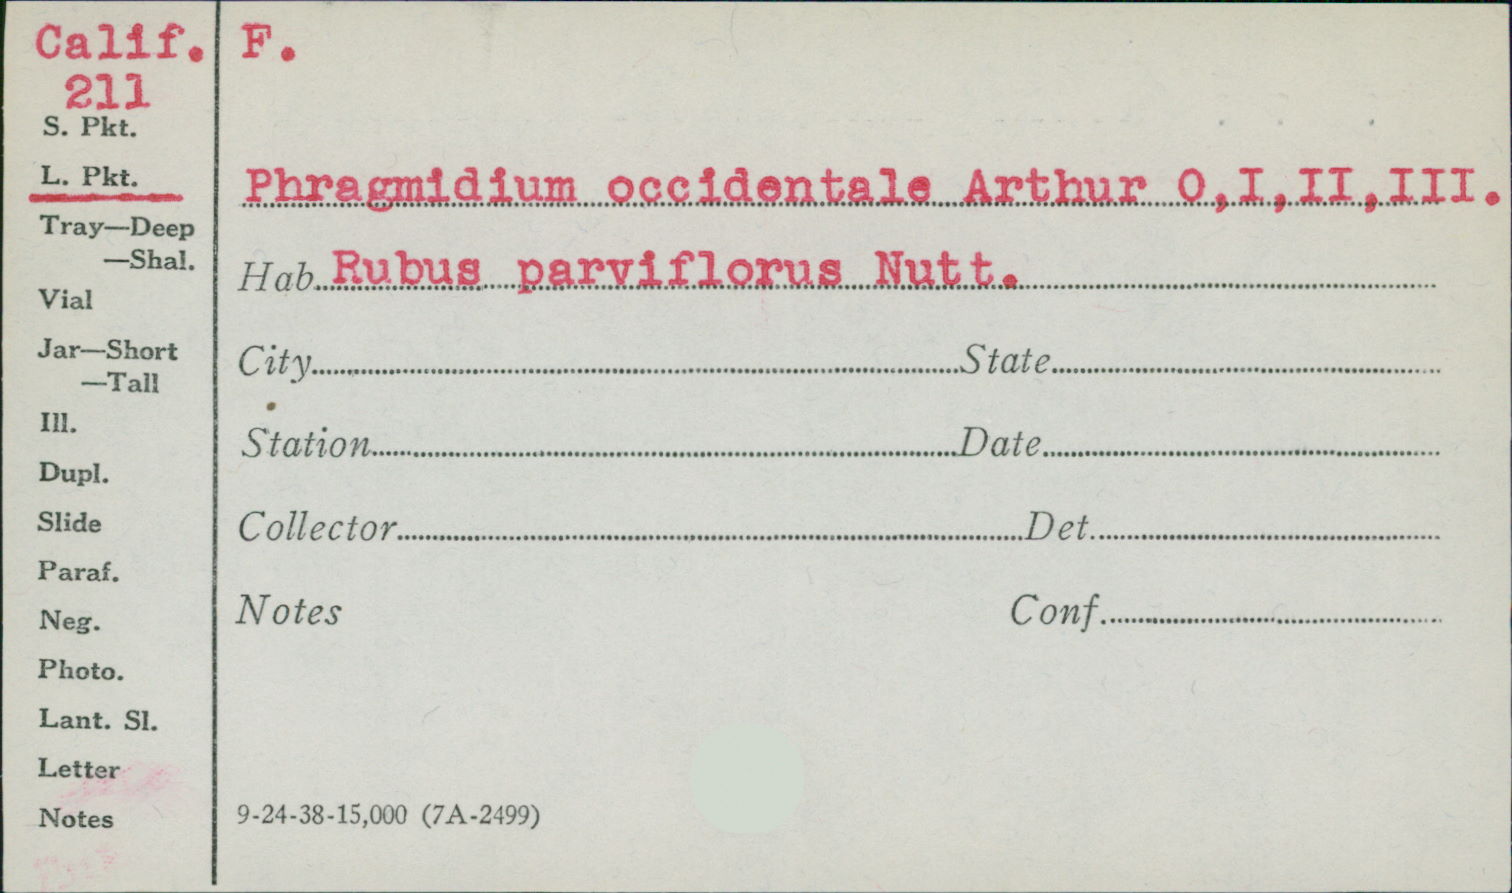 Calif. F.
211
S. Pkt.
L. Pkt.
Tray—Deep
—Shal.
Vial
Jar—Short
—Tall
Ill.
Dupl.
Slide
Paraf.
Neg.
Photo.
Lant. Sl.
Letter
Notes
Phragmidium occidentale Arthur O,I,II,III.
Hab. Rubus parviflorus Nutt.
City State
Station Date
Collector Det.
Notes Conf.
9-24-38-15,000 (7A-2499)